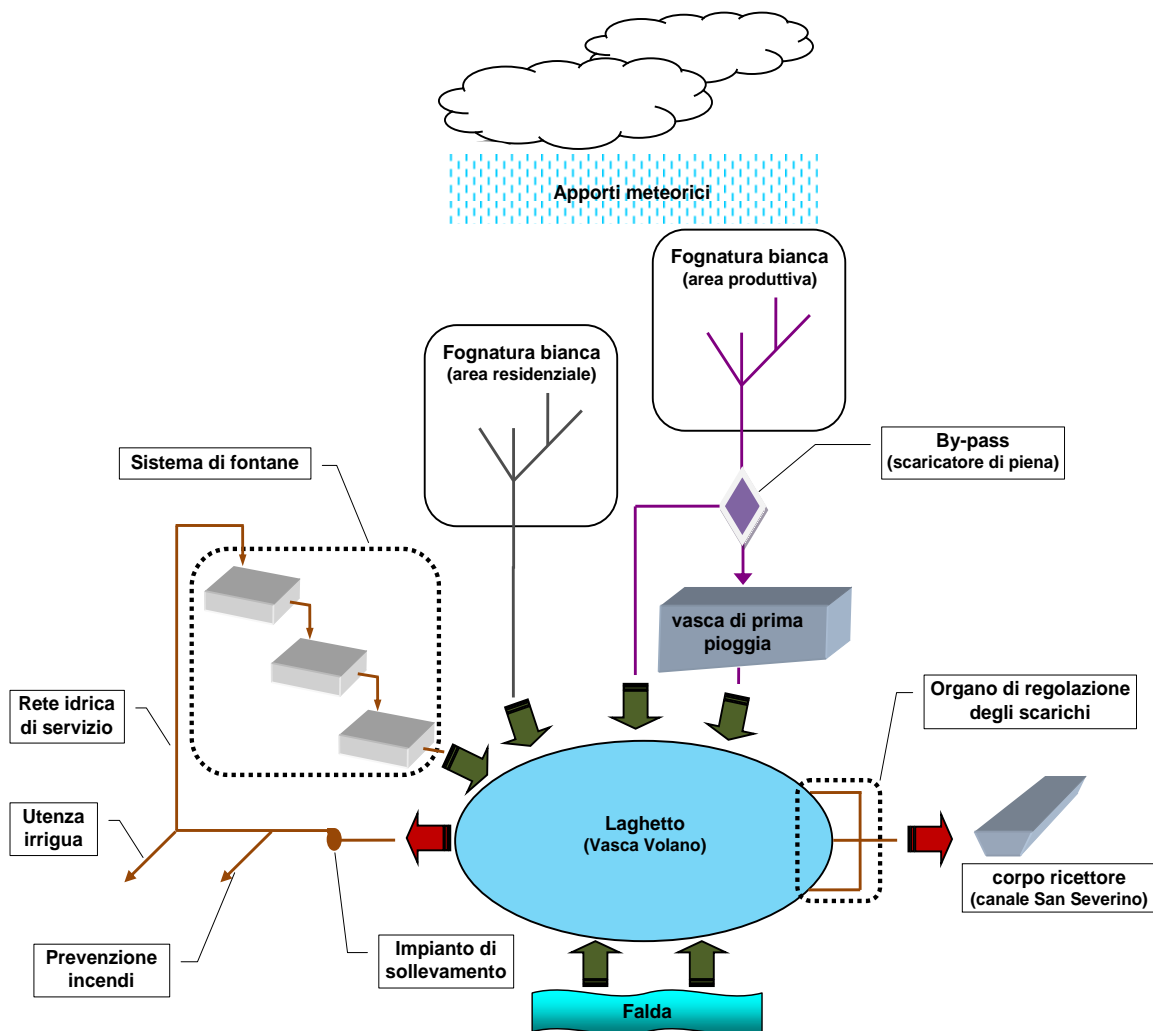 Apporti meteorici
Fognatura bianca
(area produttiva)
Fognatura bianca
(area residenziale)
By-pass
(scaricatore di piena)
Sistema di fontane
vasca di prima
pioggia
Rete idrica
di servizio
Organo di regolazione
degli scarichi
Utenza
irrigua
Laghetto
(Vasca Volano)
corpo ricettore
(canale San Severino)
Prevenzione
incendi
Impianto di
sollevamento
Falda